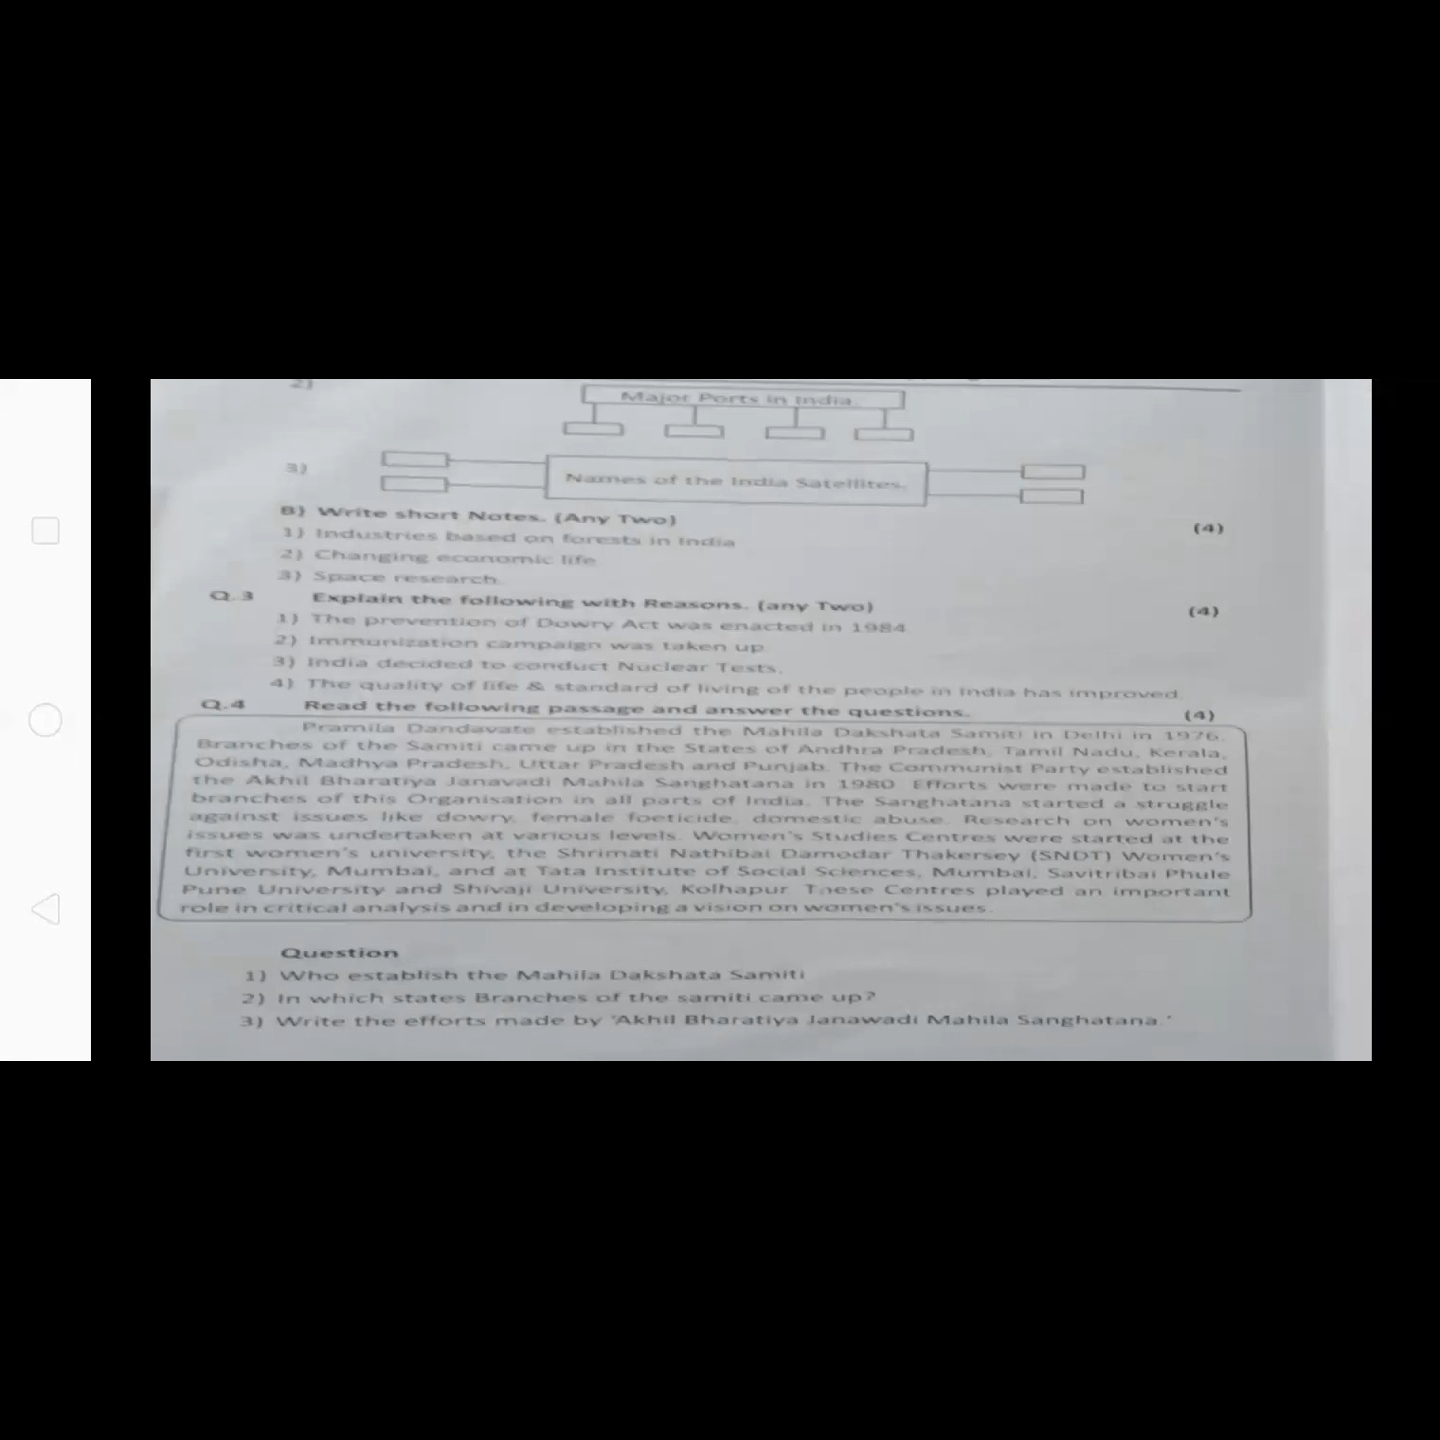 2)
Major Ports in India.
3)
Names of the India Satellites.
B) Write short Notes. (Any Two)
(4)
1) Industries based on forests in India
2) Changing economic life
3) Space research.
Q.3 Explain the following with Reasons. (any Two)
(4)
1) The prevention of Dowry Act was enacted in 1984
2) Immunization campaign was taken up.
3) India decided to conduct Nuclear Tests.
4) The quality of life & standard of living of the people in India has improved.
Q.4 Read the following passage and answer the questions.
(4)
Pramila Dandavate established the Mahila Dakshata Samiti in Delhi in 1976.
Branches of the Samiti came up in the States of Andhra Pradesh, Tamil Nadu, Kerala,
Odisha, Madhya Pradesh, Uttar Pradesh and Punjab. The Communist Party established
the Akhil Bharatiya Janavadi Mahila Sanghatana in 1980. Efforts were made to start
branches of this Organisation in all parts of India. The Sanghatana started a struggle
against issues like dowry, female foeticide, domestic abuse. Research on women's
issues was undertaken at various levels. Women's Studies Centres were started at the
first women's university, the Shrimati Nathibai Damodar Thakersey (SNDT) Women's
University, Mumbai, and at Tata Institute of Social Sciences, Mumbai, Savitribai Phule
Pune University and Shivaji University, Kolhapur. These Centres played an important
role in critical analysis and in developing a vision on women's issues.
Question
1) Who establish the Mahila Dakshata Samiti
2) In which states Branches of the samiti came up?
3) Write the efforts made by 'Akhil Bharatiya Janawadi Mahila Sanghatana.'